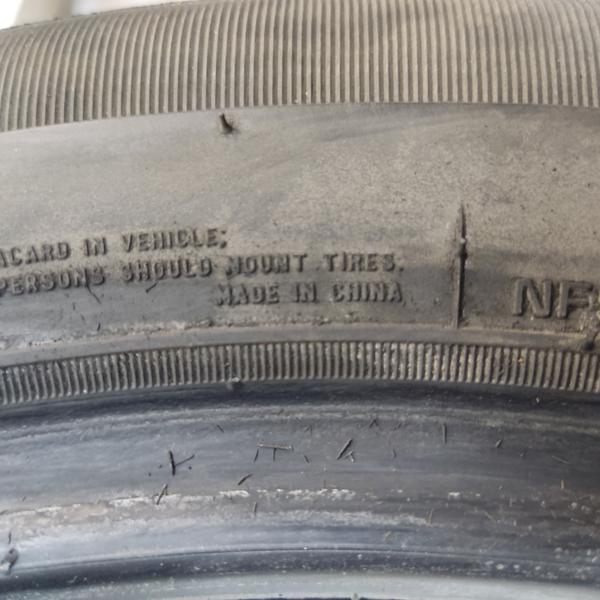 ACARD IN VEHICLE;
PERSONS SHOULD MOUNT TIRES.
MADE IN CHINA
NF